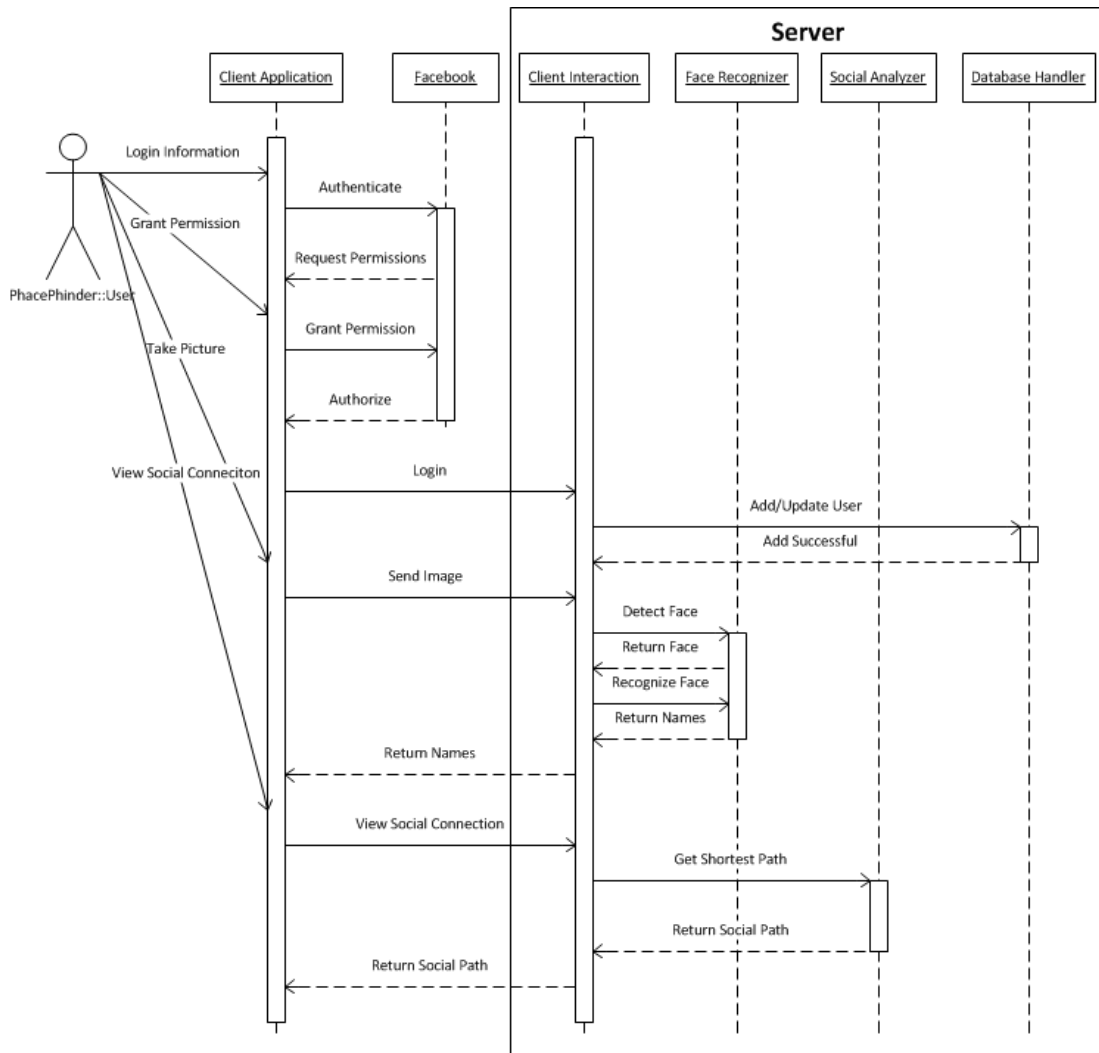 Server
Client Application
Facebook
Client Interaction
Face Recognizer
Social Analyzer
Database Handler
Login Information
Authenticate
Grant Permission
Request Permissions
PhacePhinder::User
Grant Permission
Take Picture
Authorize
View Social Conneciton
Login
Add/Update User
Add Successful
Send Image
Detect Face
Return Face
Recognize Face
Return Names
Return Names
View Social Connection
Get Shortest Path
Return Social Path
Return Social Path